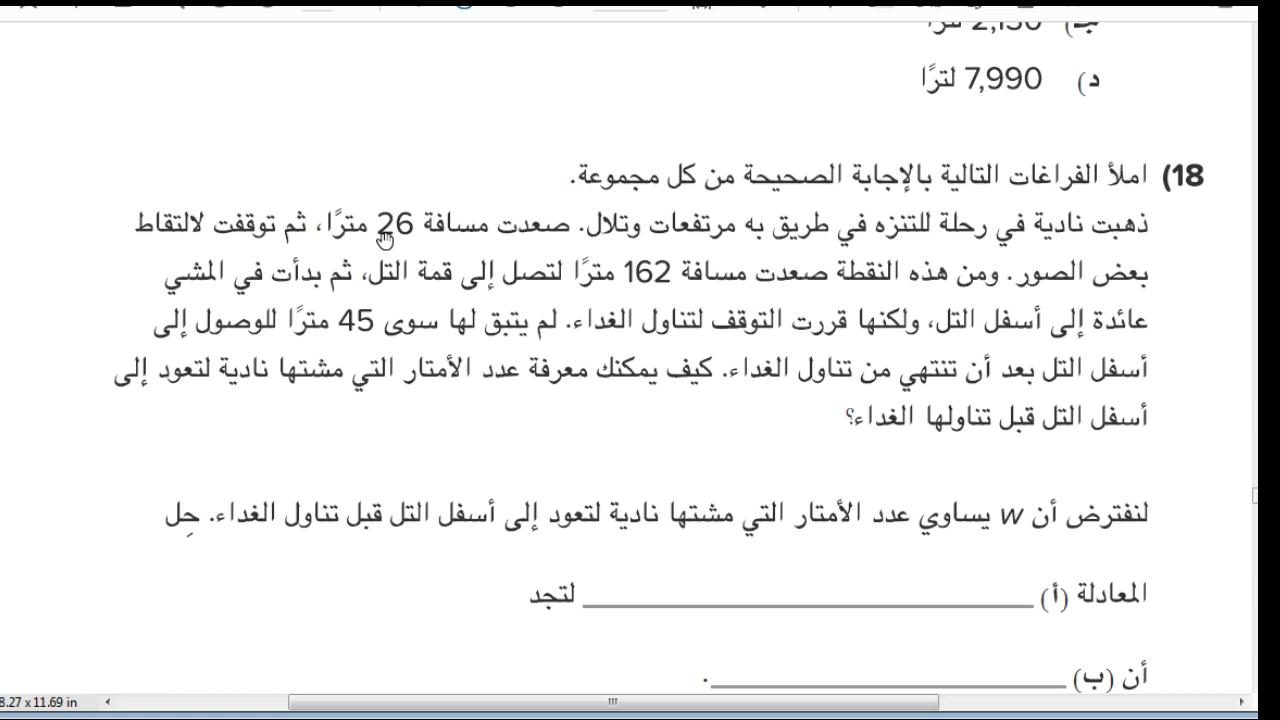 د) 7,990 لترًا
18) املأ الفراغات التالية بالإجابة الصحيحة من كل مجموعة.
ذهبت نادية في رحلة للتنزه في طريق به مرتفعات وتلال. صعدت مسافة 26 مترًا، ثم توقفت لالتقاط
بعض الصور. ومن هذه النقطة صعدت مسافة 162 مترًا لتصل إلى قمة التل، ثم بدأت في المشي
عائدة إلى أسفل التل، ولكنها قررت التوقف لتناول الغداء. لم يتبق لها سوى 45 مترًا للوصول إلى
أسفل التل بعد أن تنتهي من تناول الغداء. كيف يمكنك معرفة عدد الأمتار التي مشتها نادية لتعود إلى
أسفل التل قبل تناولها الغداء؟
لنفترض أن w يساوي عدد الأمتار التي مشتها نادية لتعود إلى أسفل التل قبل تناول الغداء. حِل
المعادلة (أ) ______________ لتجد
أن (ب) ______________.
8.27 x 11.69 in